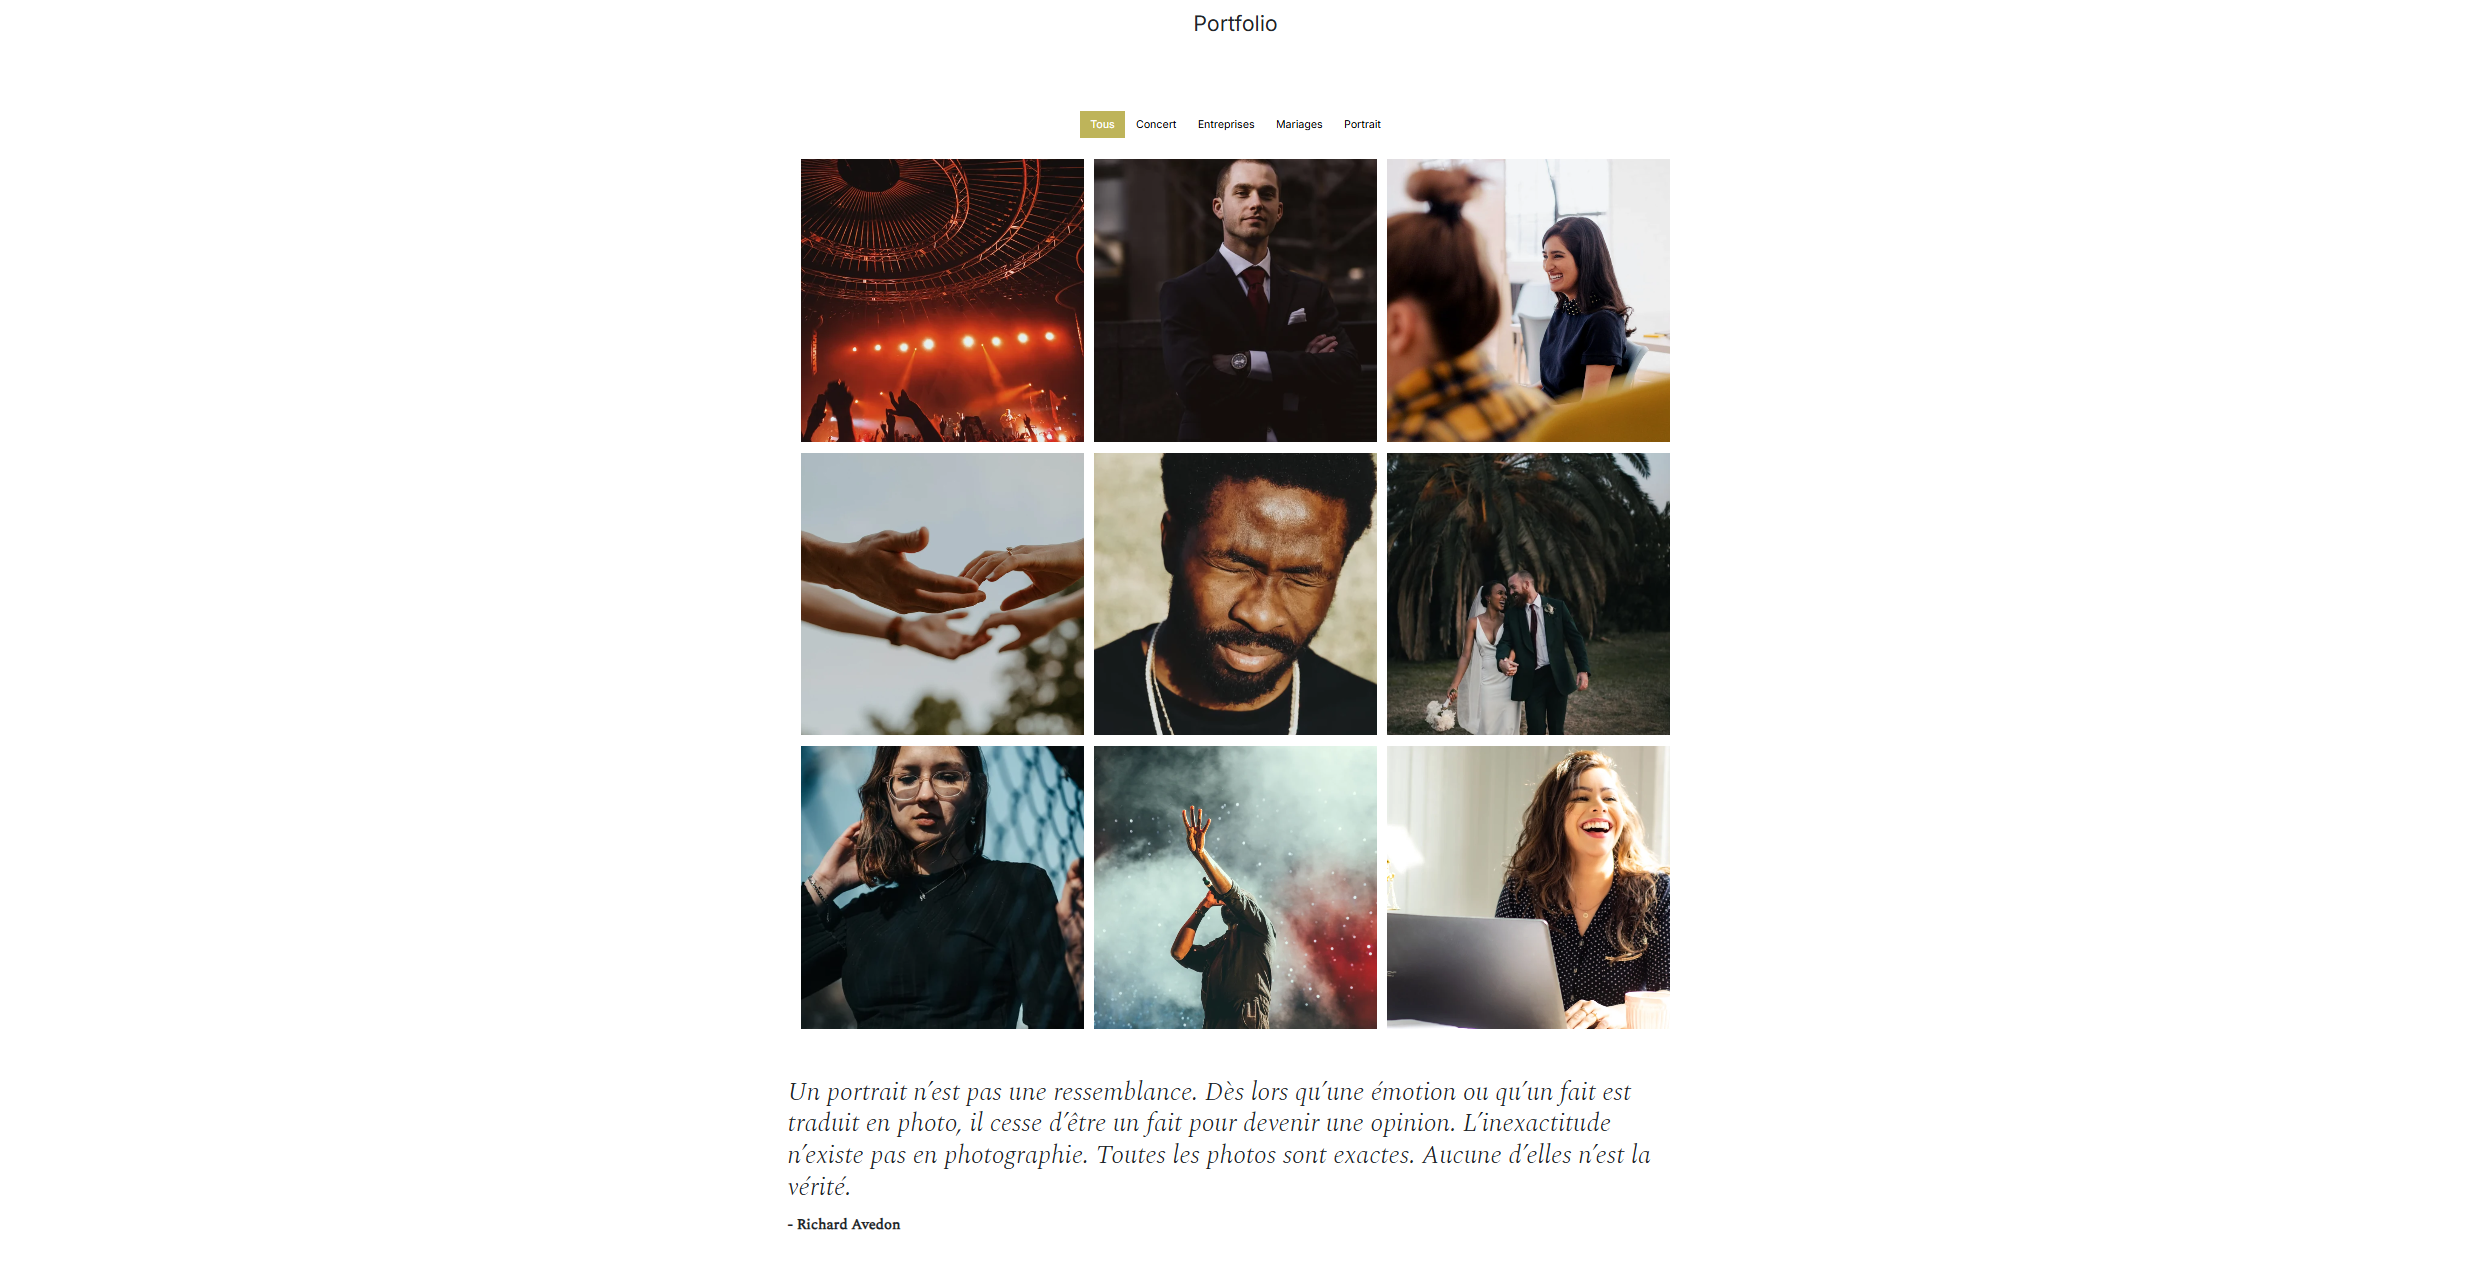 Portfolio
Tous Concert Entreprises Mariages Portrait
Un portrait n’est pas une ressemblance. Dès lors qu’une émotion ou qu’un fait est
traduit en photo, il cesse d’être un fait pour devenir une opinion. L’inexactitude
n’existe pas en photographie. Toutes les photos sont exactes. Aucune d’elles n’est la
vérité.
- Richard Avedon